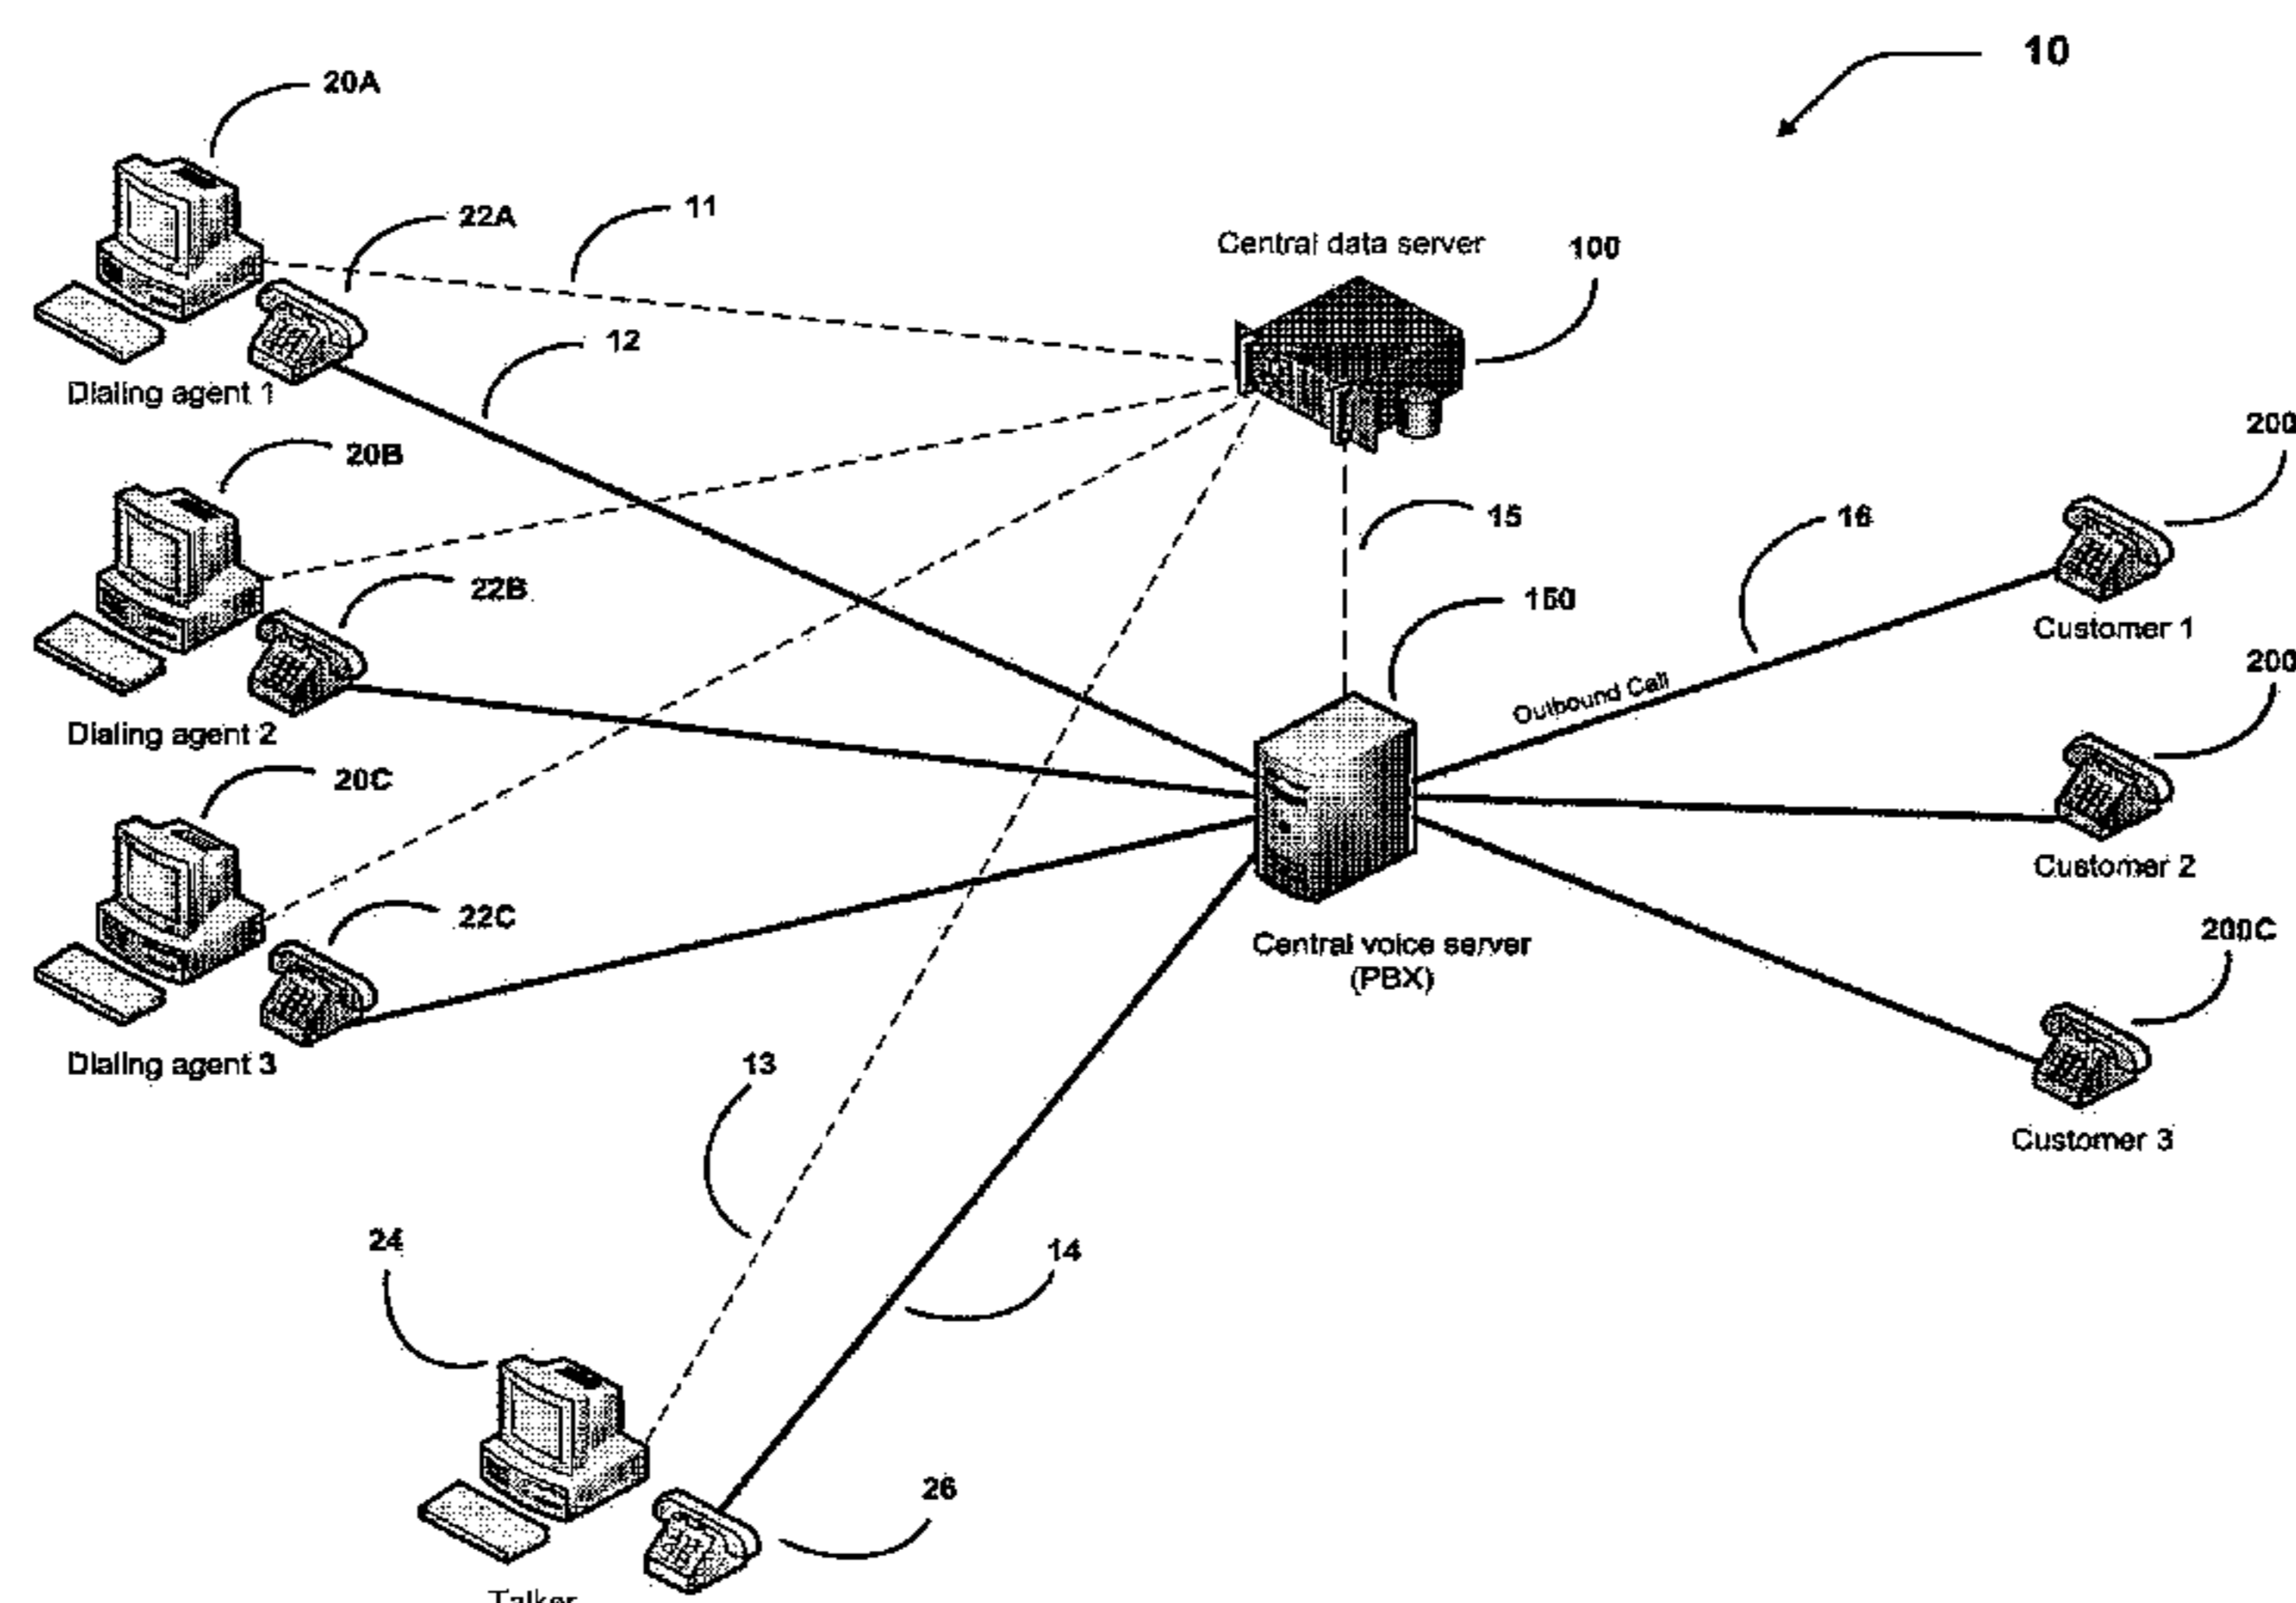 10
20A
22A
11
Central data server
100
12
Dialing agent 1
200
20B
15
16
22B
150
Customer 1
200
Outbound Call
Dialing agent 2
20C
Customer 2
22C
200C
Central voice server
(PBX)
Dialing agent 3
13
Customer 3
24
14
26
Talker